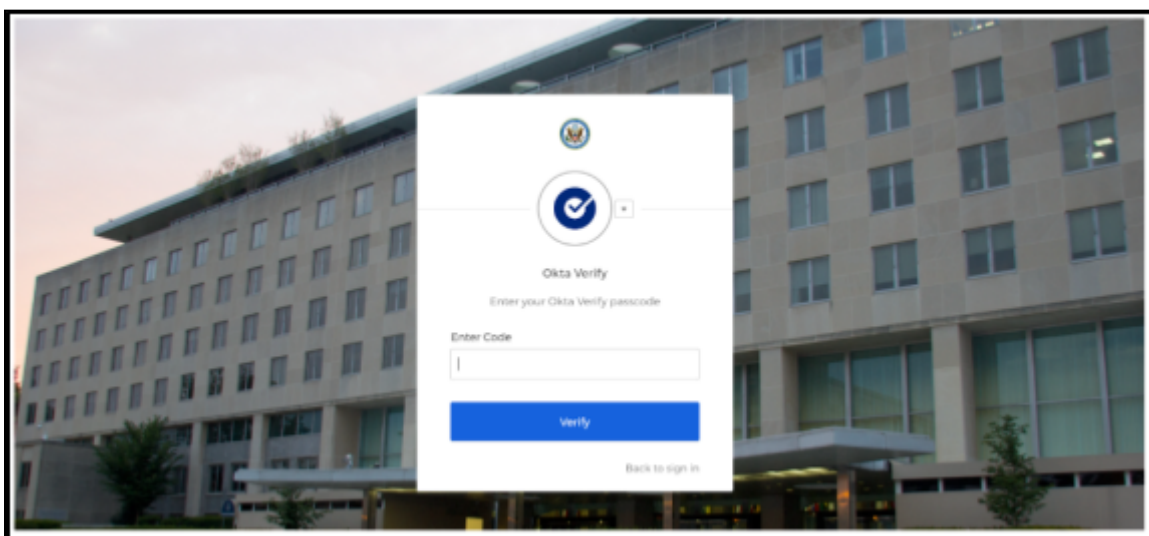 Okta Verify
Enter your Okta Verify passcode
Enter Code
Verify
Back to sign in